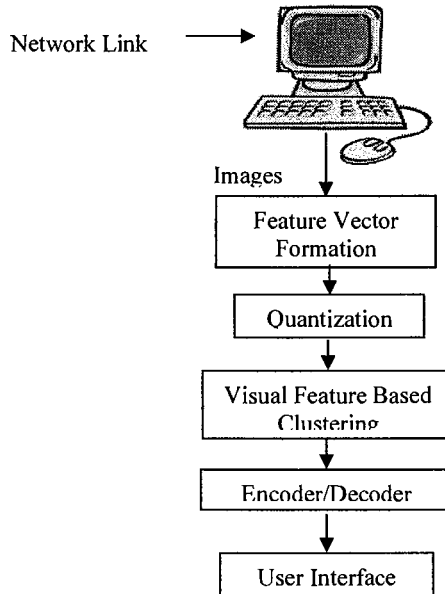 Network Link
Images
Feature Vector
Formation
Quantization
Visual Feature Based
Clustering
Encoder/Decoder
User Interface